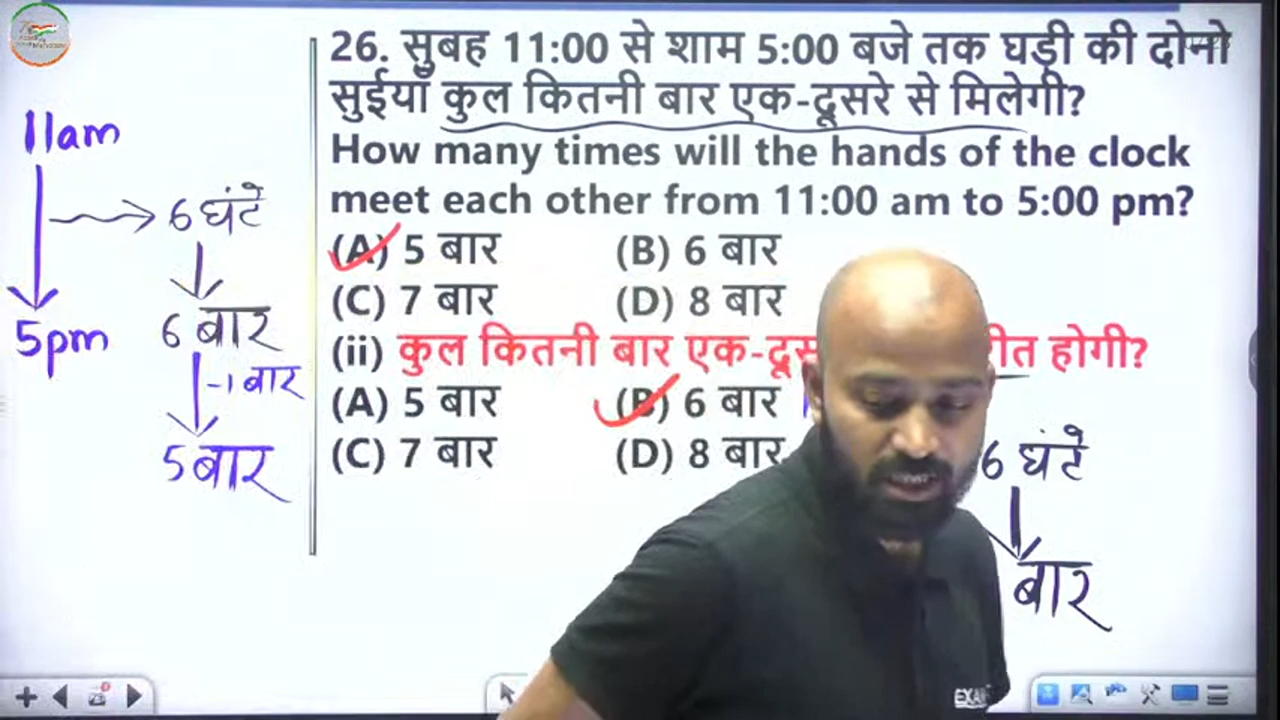 26. सुबह 11:00 से शाम 5:00 बजे तक घड़ी की दोनो
सुईयाँ कुल कितनी बार एक-दूसरे से मिलेगी?
How many times will the hands of the clock
meet each other from 11:00 am to 5:00 pm?
(A) 5 बार (B) 6 बार
(C) 7 बार (D) 8 बार
(ii) कुल कितनी बार होगी?
(A) 5 बार (B) 6 बार
(C) 7 बार (D) 8 बार
11am
6 घंटे
5pm
6 बार
-1 बार
5 बार
6 घंटे
बार